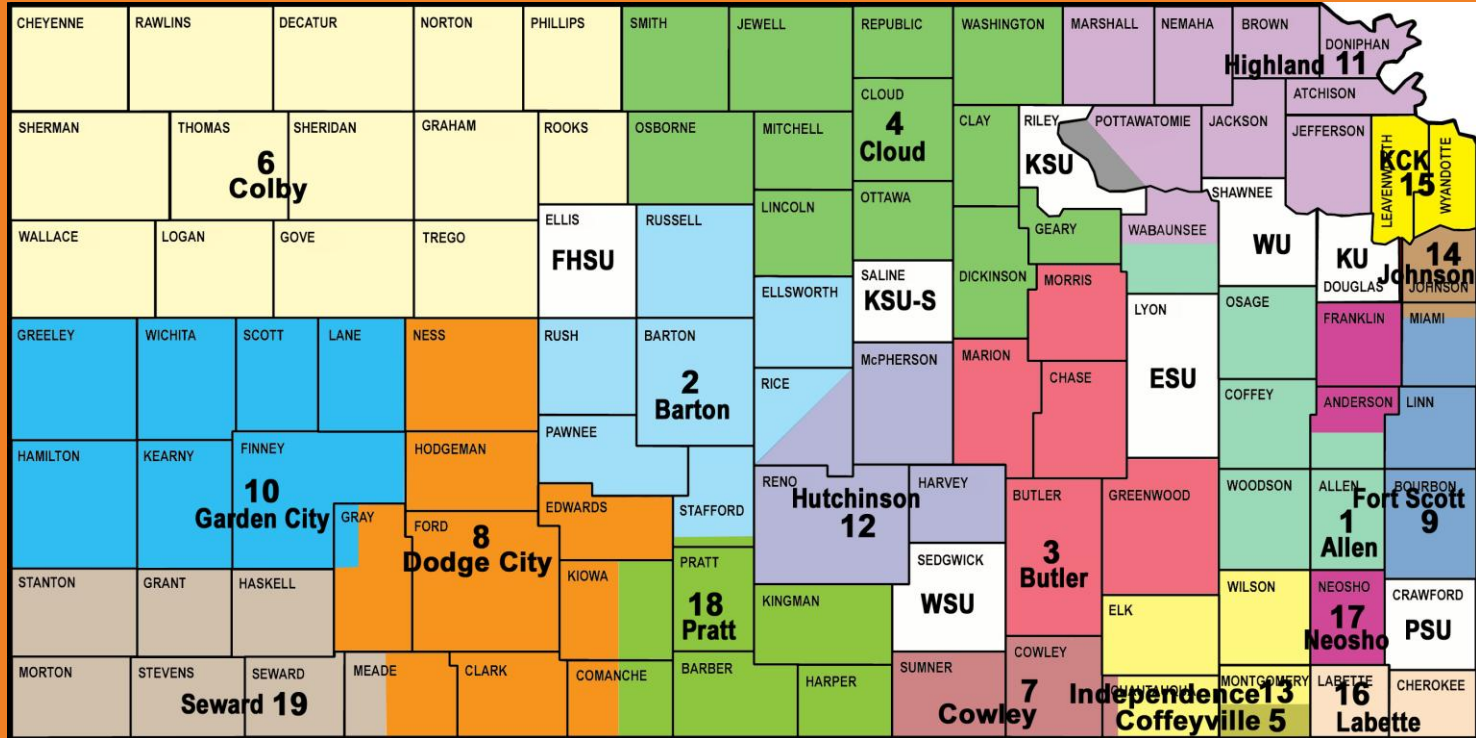 CHEYENNE
RAWLINS
DECATUR
NORTON
PHILLIPS
SMITH
JEWELL
REPUBLIC
WASHINGTON
MARSHALL
NEMAHA
BROWN
DONIPHAN
Highland 11
ATCHISON
SHERMAN
THOMAS
SHERIDAN
GRAHAM
ROOKS
OSBORNE
MITCHELL
CLOUD
4
Cloud
CLAY
RILEY
KSU
POTTAWATOMIE
JACKSON
JEFFERSON
LEAVENWORTH
WYANDOTTE
KCK
15
6
Colby
LINCOLN
OTTAWA
SHAWNEE
WU
WALLACE
LOGAN
GOVE
TREGO
ELLIS
FHSU
RUSSELL
GEARY
WABAUNSEE
KU
DOUGLAS
14
Johnson
JOHNSON
ELLSWORTH
SALINE
KSU-S
DICKINSON
MORRIS
LYON
ESU
OSAGE
FRANKLIN
MIAMI
GREELEY
WICHITA
SCOTT
LANE
NESS
RUSH
BARTON
2
Barton
RICE
McPHERSON
MARION
CHASE
COFFEY
ANDERSON
LINN
HAMILTON
KEARNY
FINNEY
10
Garden City
HODGEMAN
PAWNEE
STAFFORD
RENO
Hutchinson
12
HARVEY
BUTLER
3
Butler
GREENWOOD
WOODSON
ALLEN
1
Allen
BOURBON
Fort Scott
9
GRAY
FORD
8
Dodge City
EDWARDS
KIOWA
PRATT
18
Pratt
KINGMAN
SEDGWICK
WSU
ELK
WILSON
NEOSHO
17
Neosho
CRAWFORD
PSU
STANTON
GRANT
HASKELL
MORTON
STEVENS
SEWARD
Seward 19
MEADE
CLARK
COMANCHE
BARBER
HARPER
SUMNER
COWLEY
7
Cowley
CHAUTAUQUA
MONTGOMERY
Independence 13
Coffeyville 5
LABETTE
16
Labette
CHEROKEE